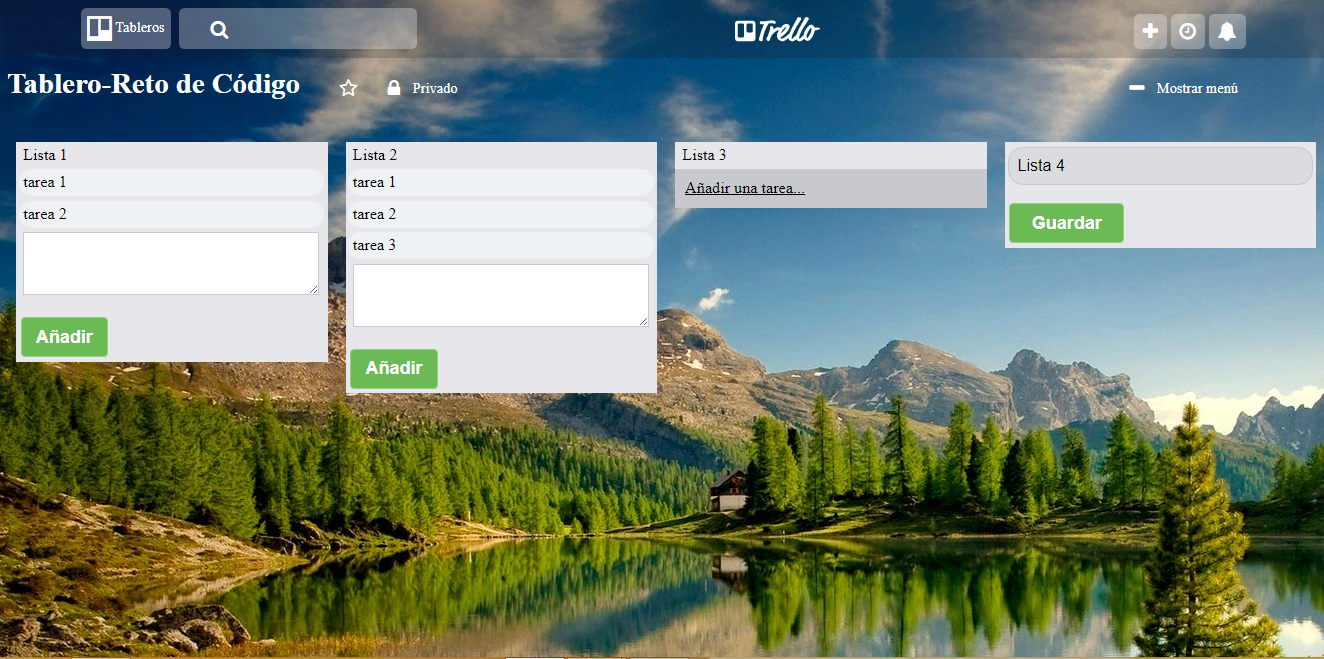 Tableros
Trello
Tablero-Reto de Código
Privado
Mostrar menú
Lista 1
tarea 1
tarea 2
Añadir
Lista 2
tarea 1
tarea 2
tarea 3
Añadir
Lista 3
Añadir una tarea...
Lista 4
Guardar